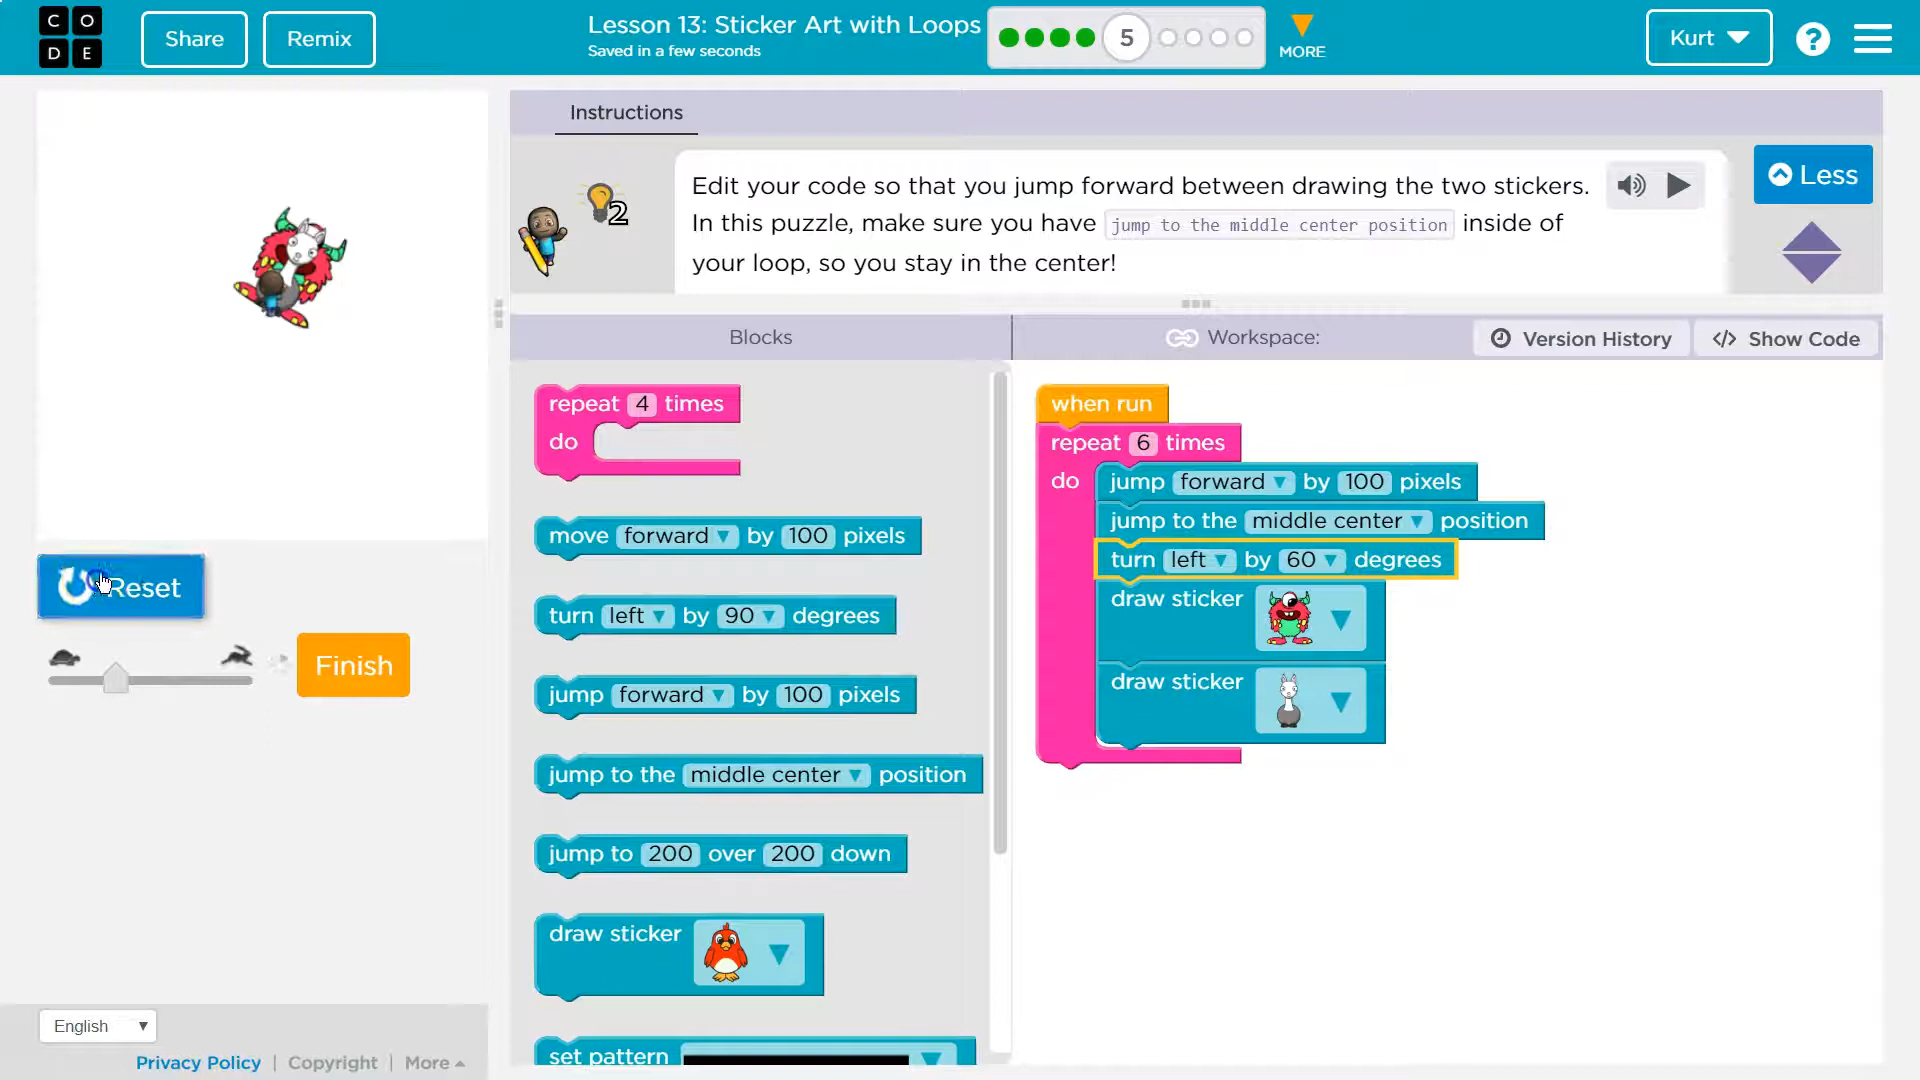 C O
D E
Share
Remix
Lesson 13: Sticker Art with Loops
Saved in a few seconds
5
MORE
Kurt
?
Instructions
2
Edit your code so that you jump forward between drawing the two stickers.
In this puzzle, make sure you have jump to the middle center position inside of
your loop, so you stay in the center!
Less
Blocks
Workspace:
Version History
</> Show Code
repeat 4 times
do
move forward by 100 pixels
turn left by 90 degrees
jump forward by 100 pixels
jump to the middle center position
jump to 200 over 200 down
draw sticker
set pattern
when run
repeat 6 times
do
jump forward by 100 pixels
jump to the middle center position
turn left by 60 degrees
draw sticker
draw sticker
Reset
Finish
English
Privacy Policy | Copyright | More